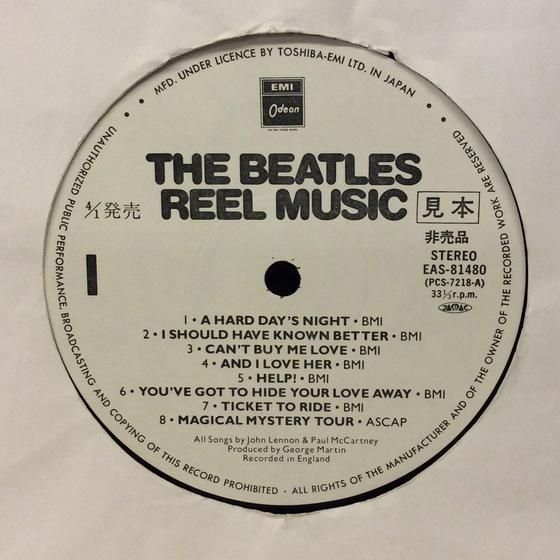 MFD. UNDER LICENCE BY TOSHIBA-EMI LTD. IN JAPAN
EMI
Odeon
THE BEATLES
REEL MUSIC
4/1発売
見本
非売品
STEREO
EAS-81480
(PCS-7218-A)
33⅓r.p.m.
JASRAC
1
1 • A HARD DAY'S NIGHT • BMI
2 • I SHOULD HAVE KNOWN BETTER • BMI
3 • CAN'T BUY ME LOVE • BMI
4 • AND I LOVE HER • BMI
5 • HELP! • BMI
6 • YOU'VE GOT TO HIDE YOUR LOVE AWAY • BMI
7 • TICKET TO RIDE • BMI
8 • MAGICAL MYSTERY TOUR • ASCAP
All Songs by John Lennon & Paul McCartney
Produced by George Martin
Recorded in England
UNAUTHORIZED PUBLIC PERFORMANCE, BROADCASTING AND COPYING OF THIS RECORD PROHIBITED • ALL RIGHTS OF THE MANUFACTURER AND OF THE OWNER OF THE RECORDED WORK ARE RESERVED